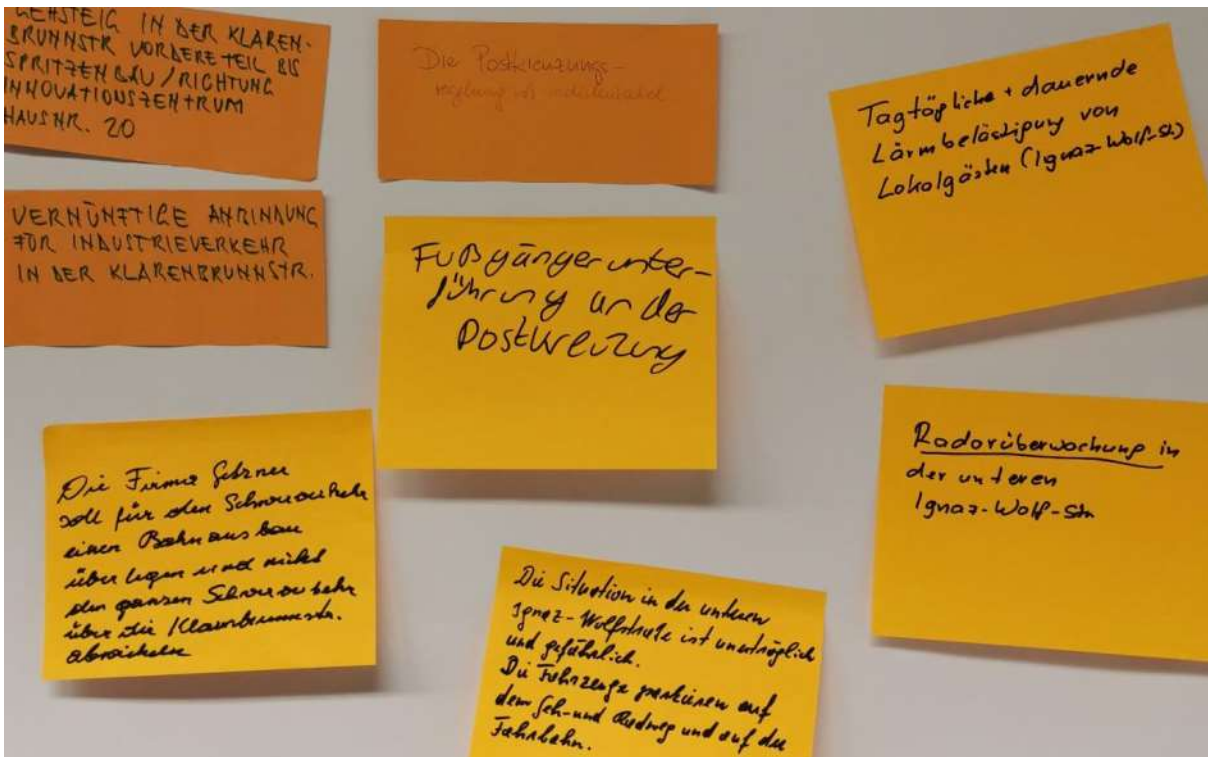 GEHSTEIG IN DER KLAREN-
BRUNNSTR VORDERE TEIL BIS
SPRITZENBAU / RICHTUNG
INNOVATIONSZENTRUM
HAUSNR. 20
Die Postkreuzungs-
regelung ist
VERNÜNFTIGE ANBINDUNG
FÜR INDUSTRIEVERKEHR
IN DER KLARENBRUNNSTR.
Fußgängerunter-
führung an der
Postkreuzung
Tagtägliche + dauernde
Lärmbelästigung von
Lokalgästen (Ignaz-Wolf-St)
Radarüberwachung in
der unteren
Ignaz-Wolf-Str
Die Firma Getzner
soll für den Schwerverkehr
einen Bahnausbau
überlegen und nicht
den ganzen Schwerverkehr
über die Klarenbrunnstr.
abwickeln
Die Situation in der unteren
Ignaz-Wolfstraße ist unerträglich
und gefährlich.
Die Fahrzeuge parkieren auf
dem Geh- und Radweg und auf der
Fahrbahn.